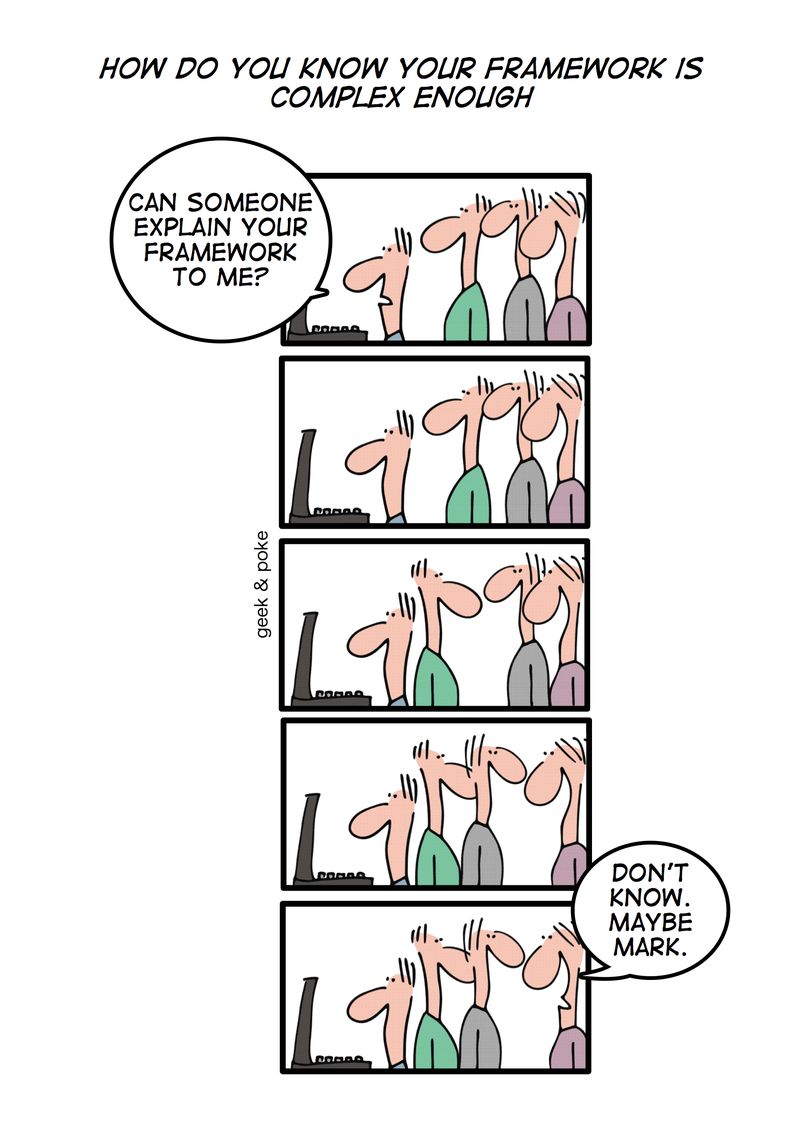 HOW DO YOU KNOW YOUR FRAMEWORK IS
COMPLEX ENOUGH
CAN SOMEONE
EXPLAIN YOUR
FRAMEWORK
TO ME?
geek & poke
DON'T
KNOW.
MAYBE
MARK.